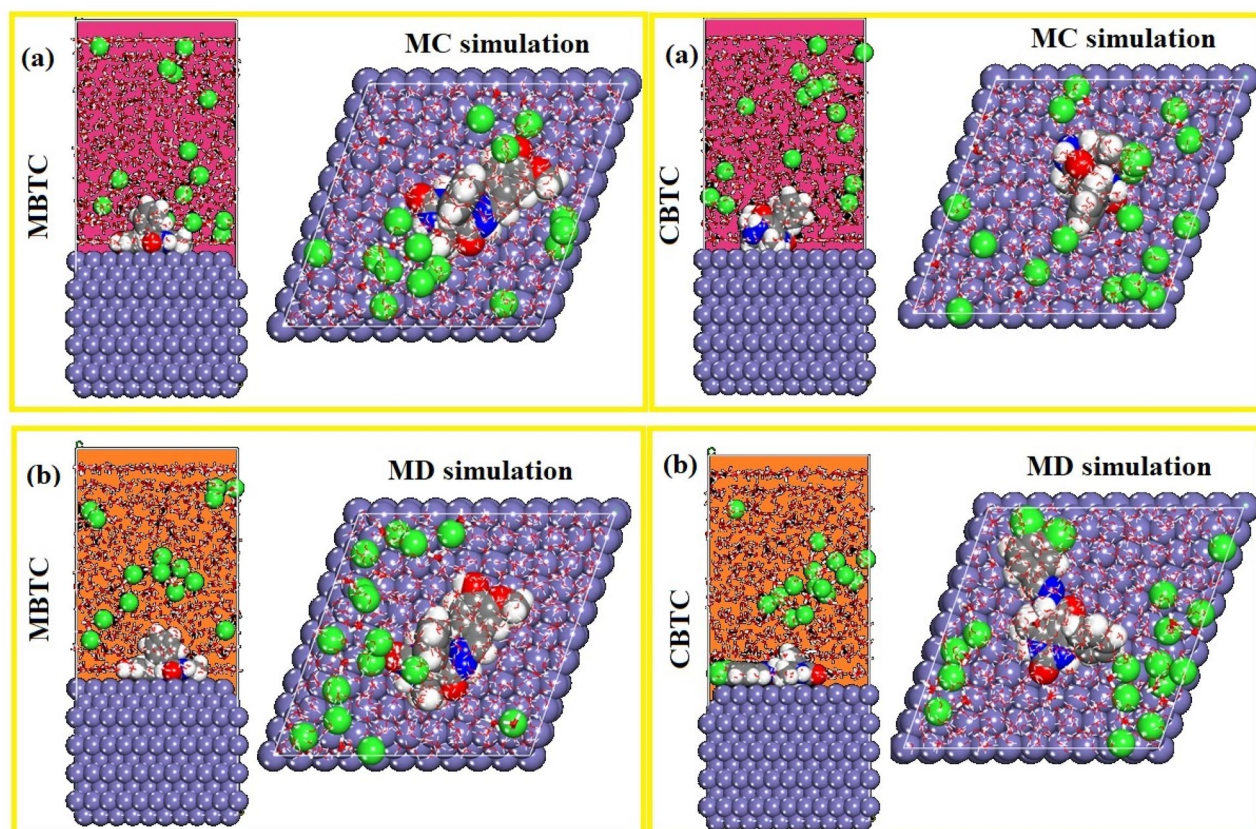 (a)
MC simulation
MBTC
(a)
MC simulation
CBTC
(b)
MD simulation
MBTC
(b)
MD simulation
CBTC